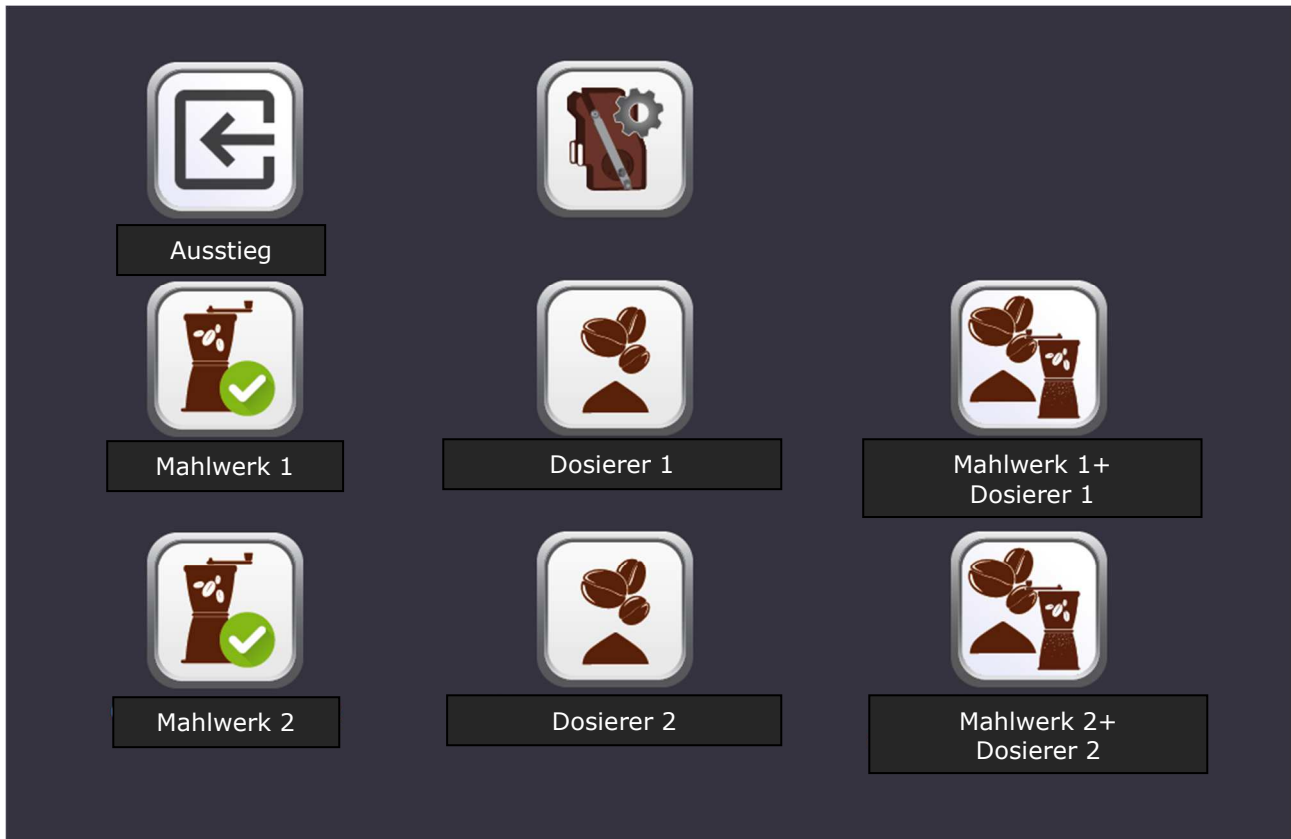 Ausstieg
Mahlwerk 1
Dosierer 1
Mahlwerk 1+
Dosierer 1
Mahlwerk 2
Dosierer 2
Mahlwerk 2+
Dosierer 2